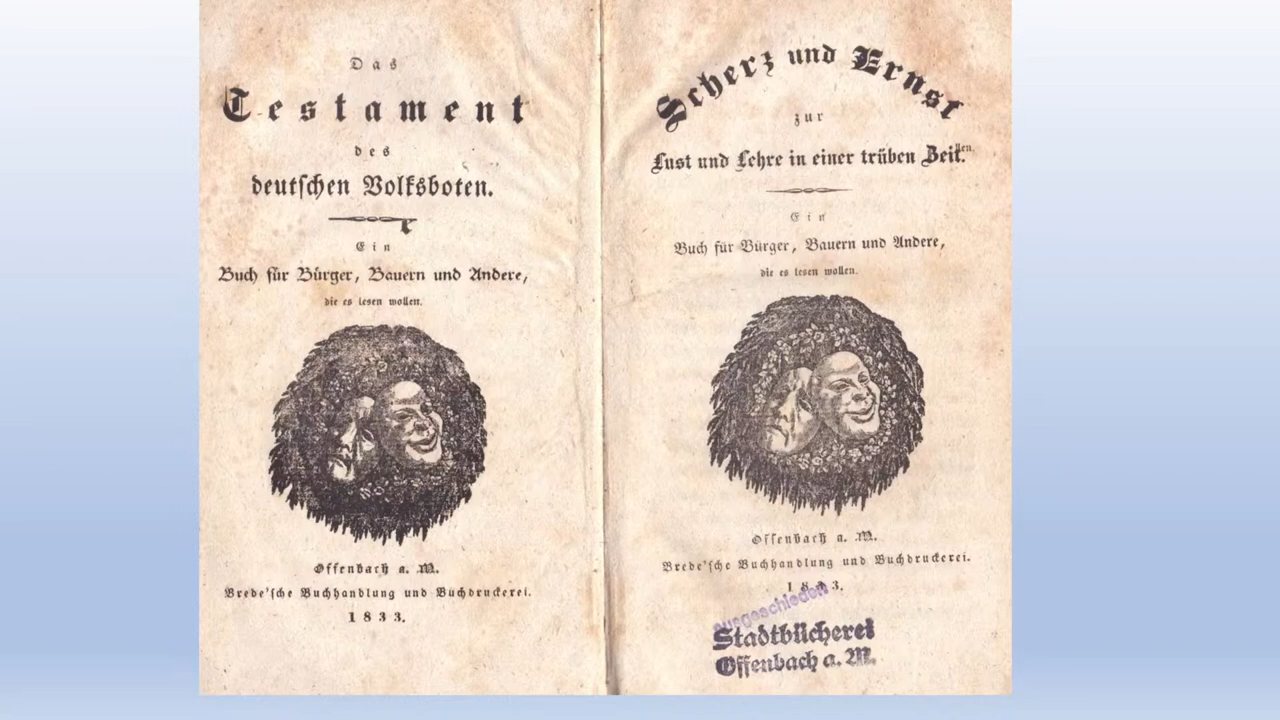 Das
Testament
des
deutschen Volksboten.
Ein
Buch für Bürger, Bauern und Andere,
die es lesen wollen.
Offenbach a. M.
Brede'sche Buchhandlung und Buchdruckerei.
1833.
Scherz und Ernst
zur
Lust und Lehre in einer trüben Zeit.
Ein
Buch für Bürger, Bauern und Andere,
die es lesen wollen.
Offenbach a. M.
Brede'sche Buchhandlung und Buchdruckerei.
1833.
ausgeschieden
Stadtbücherei
Offenbach a. M.